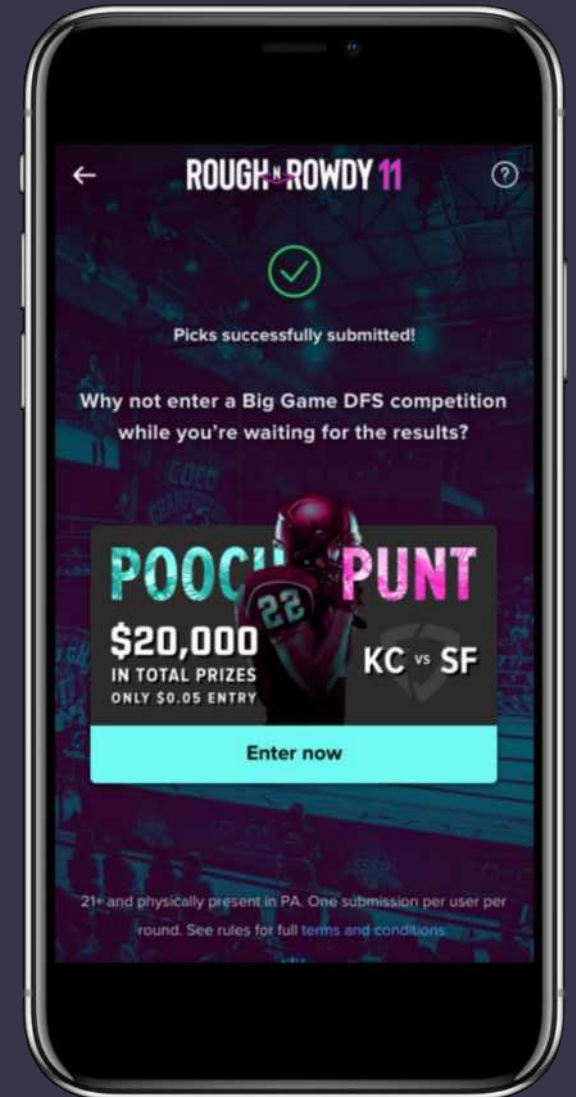 ROUGH N ROWDY 11
Picks successfully submitted!
Why not enter a Big Game DFS competition
while you're waiting for the results?
POOCH PUNT
$20,000
IN TOTAL PRIZES
ONLY $0.05 ENTRY
KC vs SF
22
Enter now
21+ and physically present in PA. One submission per user per
round. See rules for full terms and conditions.